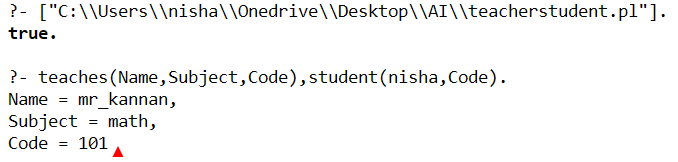 ?- ["C:\\Users\\nisha\\Onedrive\\Desktop\\AI\\teacherstudent.pl"].
true.
?- teaches(Name,Subject,Code),student(nisha,Code).
Name = mr_kannan,
Subject = math,
Code = 101